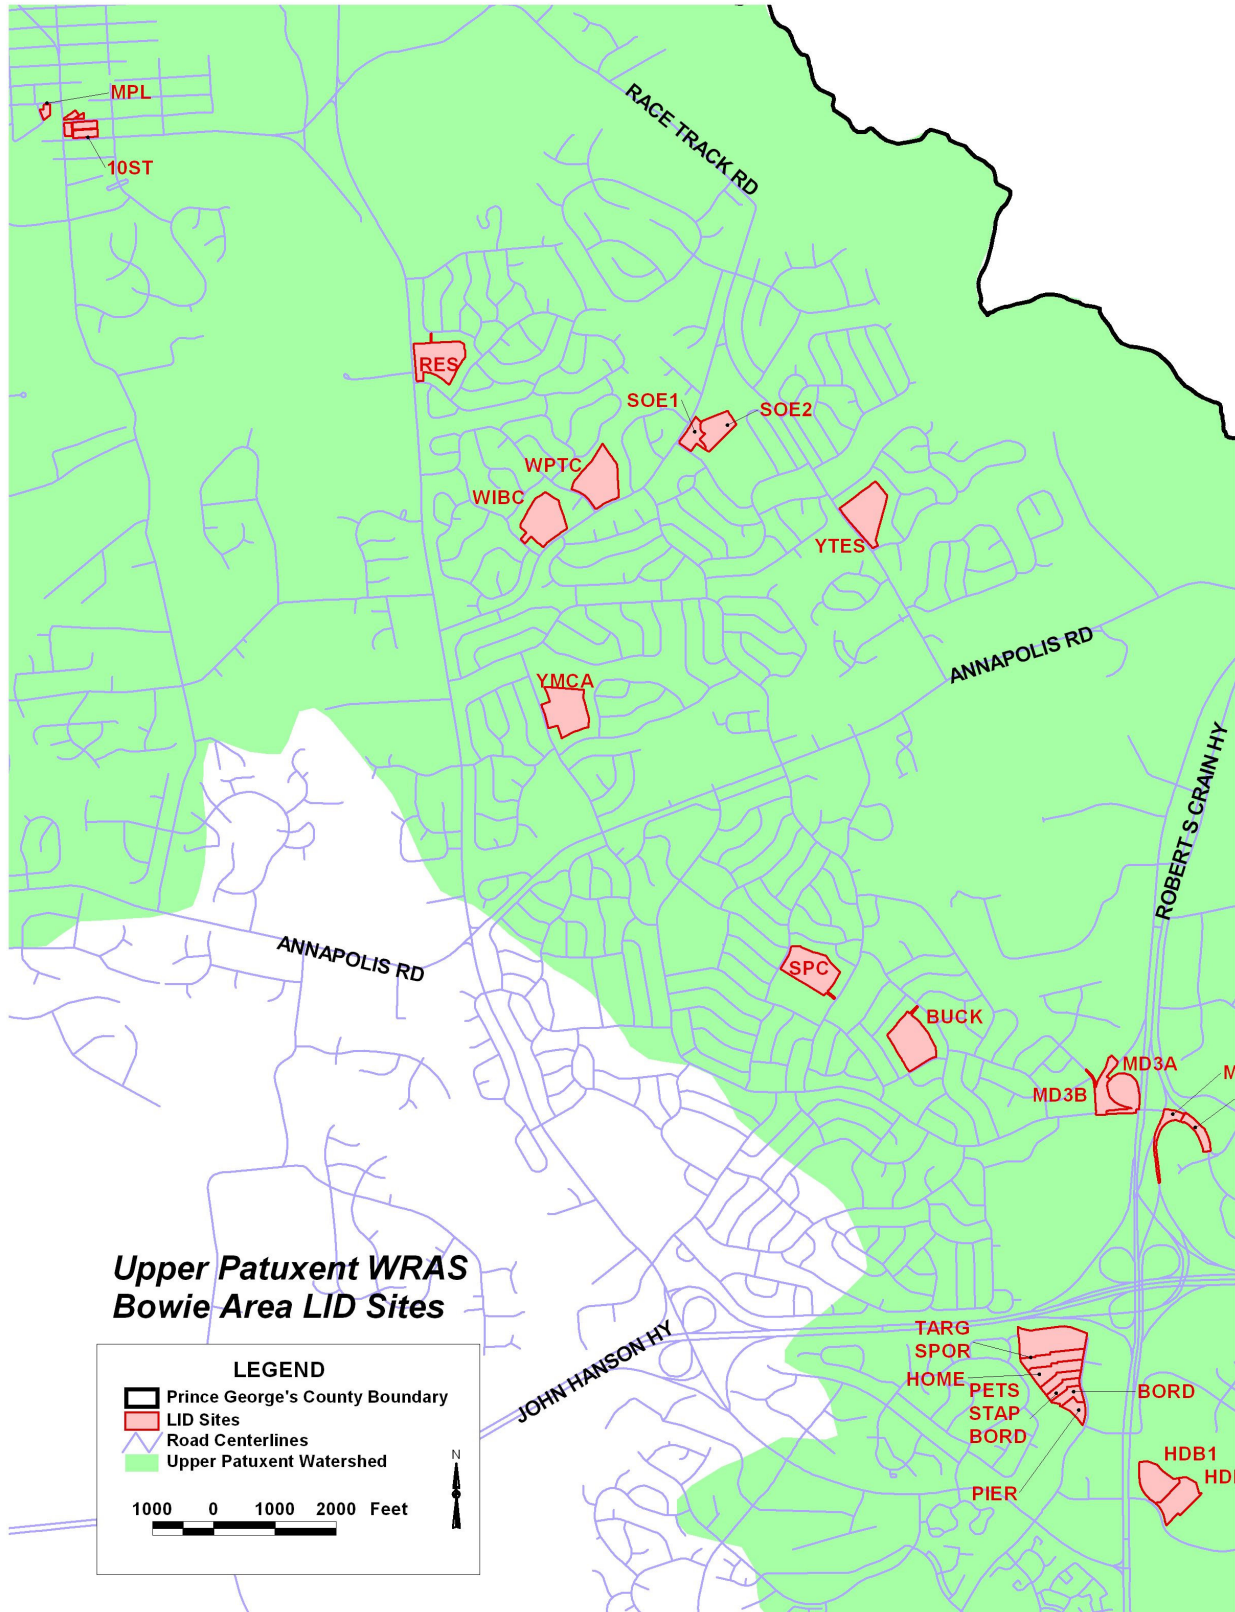 MPL
10ST
RACE TRACK RD
RES
SOE1
SOE2
WPTC
WIBC
YTES
ANNAPOLIS RD
YMCA
ROBERT S CRAIN HY
ANNAPOLIS RD
SPC
BUCK
MD3A
MD3B
M
Upper Patuxent WRAS
Bowie Area LID Sites
JOHN HANSON HY
TARG
SPOR
HOME
PETS
STAP
BORD
BORD
PIER
HDB1
HD
LEGEND
Prince George's County Boundary
LID Sites
Road Centerlines
Upper Patuxent Watershed
N
1000 0 1000 2000 Feet